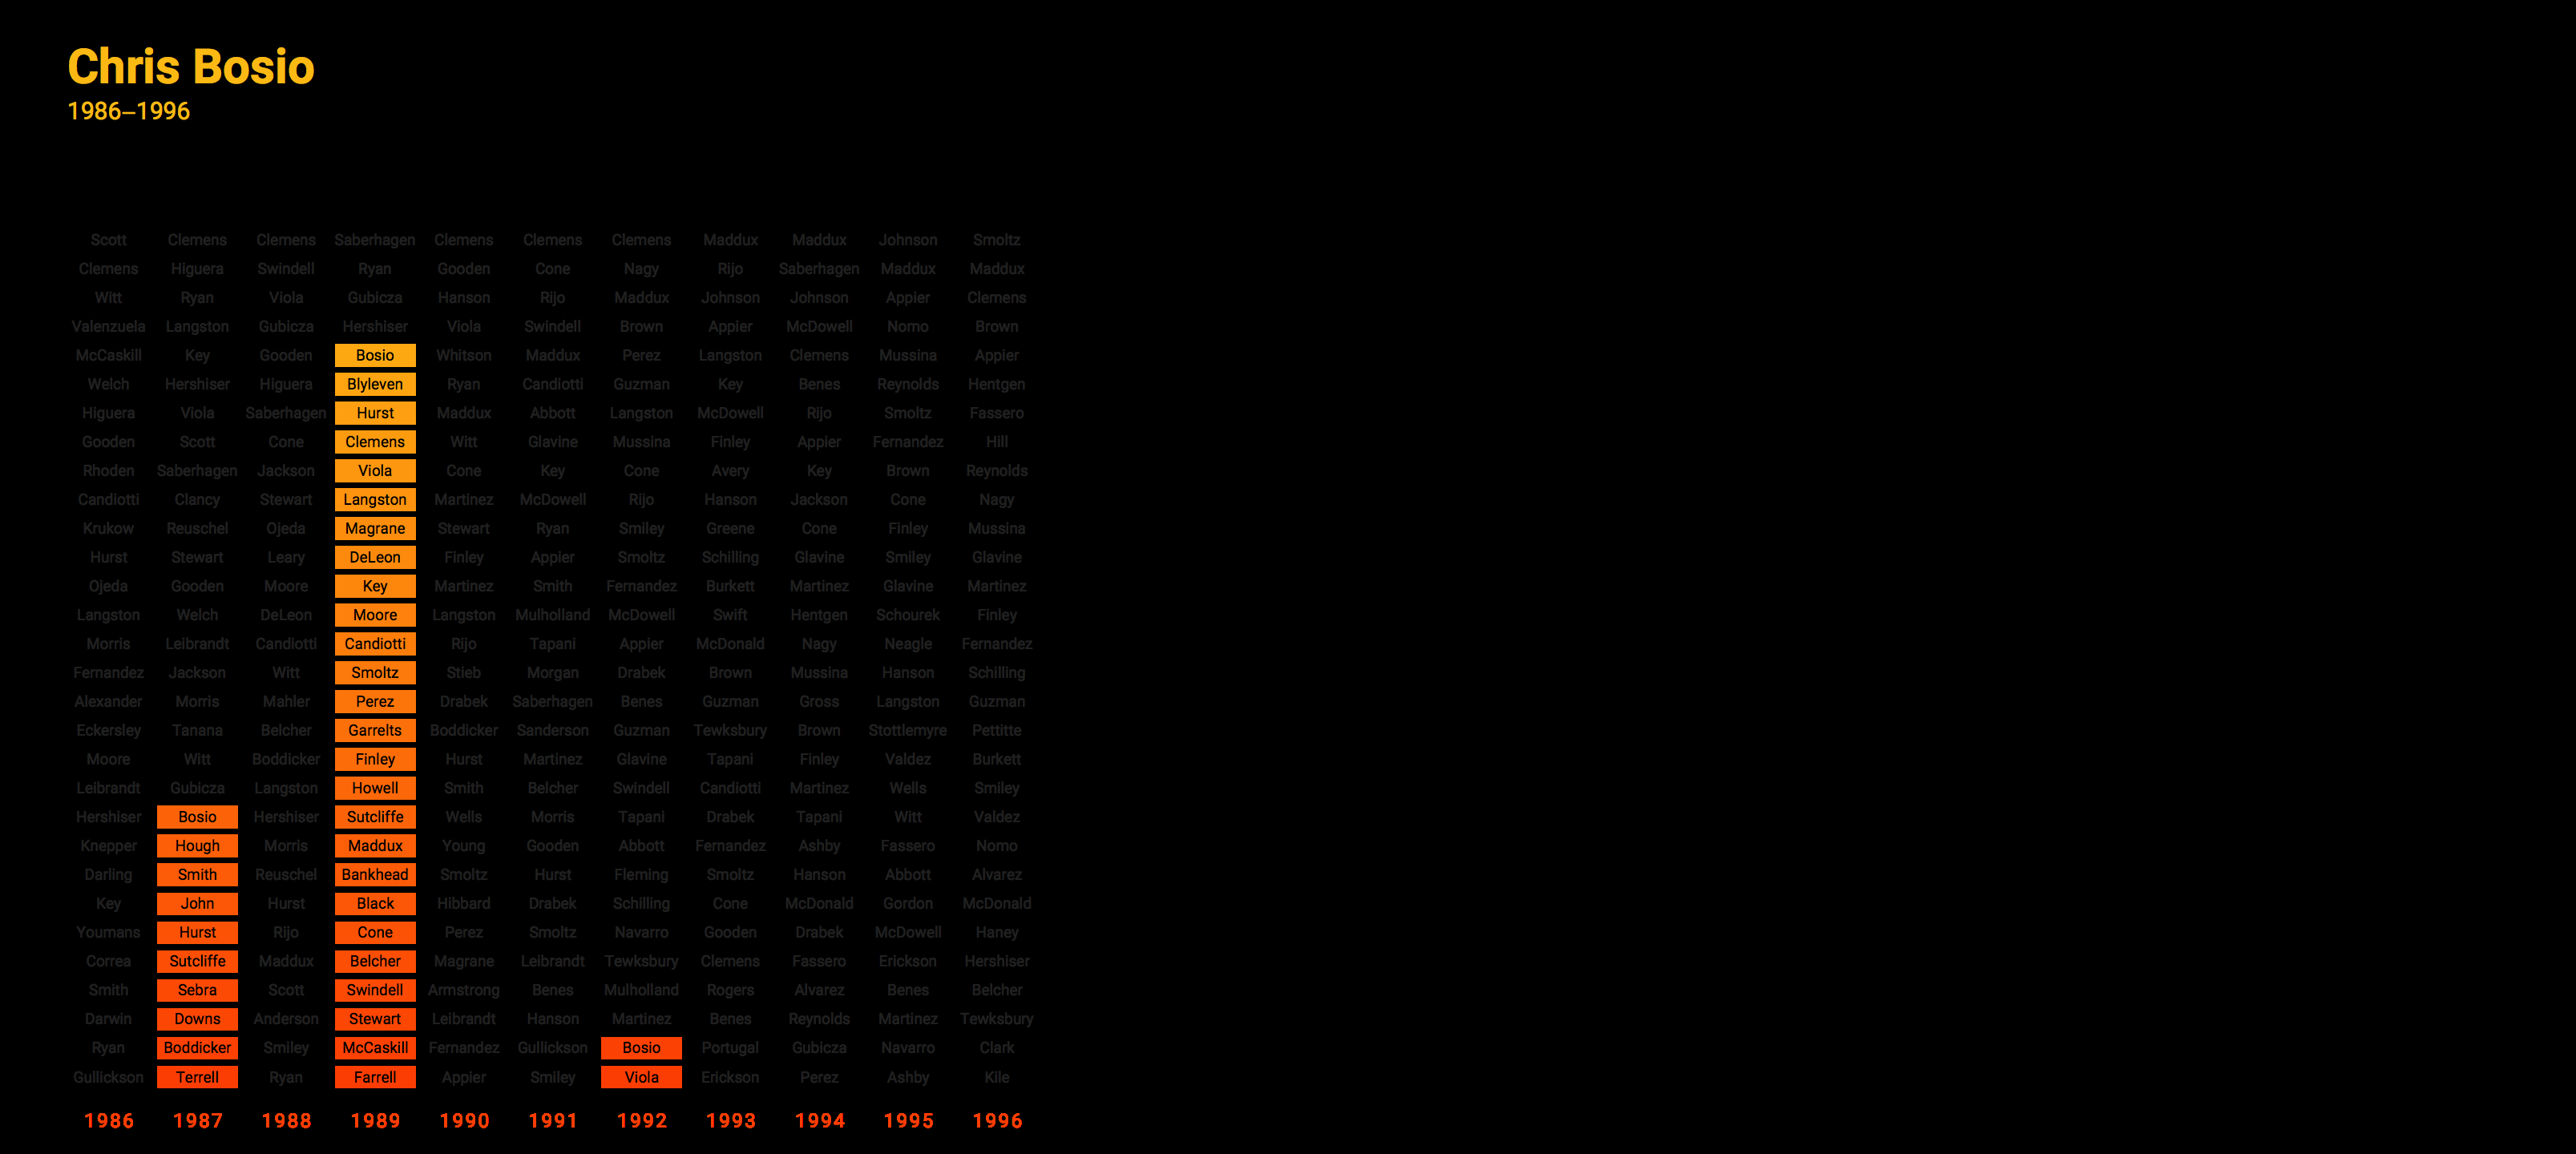 Chris Bosio
1986–1996
Scott Clemens Clemens Saberhagen Clemens Clemens Clemens Maddux Maddux Johnson Smoltz
Clemens Higuera Swindell Ryan Gooden Cone Nagy Rijo Saberhagen Maddux Maddux
Witt Ryan Viola Gubicza Hanson Rijo Maddux Johnson Johnson Appier Clemens
Valenzuela Langston Gubicza Hershiser Viola Swindell Brown Appier McDowell Nomo Brown
McCaskill Key Gooden Bosio Whitson Maddux Perez Langston Clemens Mussina Appier
Welch Hershiser Higuera Blyleven Ryan Candiotti Guzman Key Benes Reynolds Hentgen
Higuera Viola Saberhagen Hurst Maddux Abbott Langston McDowell Rijo Smoltz Fassero
Gooden Scott Cone Clemens Witt Glavine Mussina Finley Appier Fernandez Hill
Rhoden Saberhagen Jackson Viola Cone Key Cone Avery Key Brown Reynolds
Candiotti Clancy Stewart Langston Martinez McDowell Rijo Hanson Jackson Cone Nagy
Krukow Reuschel Ojeda Magrane Stewart Ryan Smiley Greene Cone Finley Mussina
Hurst Stewart Leary DeLeon Finley Appier Smoltz Schilling Glavine Smiley Glavine
Ojeda Gooden Moore Key Martinez Smith Fernandez Burkett Martinez Glavine Martinez
Langston Welch DeLeon Moore Langston Mulholland McDowell Swift Hentgen Schourek Finley
Morris Leibrandt Candiotti Candiotti Rijo Tapani Appier McDonald Nagy Neagle Fernandez
Fernandez Jackson Witt Smoltz Stieb Morgan Drabek Brown Mussina Hanson Schilling
Alexander Morris Mahler Perez Drabek Saberhagen Benes Guzman Gross Langston Guzman
Eckersley Tanana Belcher Garrelts Boddicker Sanderson Guzman Tewksbury Brown Stottlemyre Pettitte
Moore Witt Boddicker Finley Hurst Martinez Glavine Tapani Finley Valdez Burkett
Leibrandt Gubicza Langston Howell Smith Belcher Swindell Candiotti Martinez Wells Smiley
Hershiser Bosio Hershiser Sutcliffe Wells Morris Tapani Drabek Tapani Witt Valdez
Knepper Hough Morris Maddux Young Gooden Abbott Fernandez Ashby Fassero Nomo
Darling Smith Reuschel Bankhead Smoltz Hurst Fleming Smoltz Hanson Abbott Alvarez
Key John Hurst Black Hibbard Drabek Schilling Cone McDonald Gordon McDonald
Youmans Hurst Rijo Cone Perez Smoltz Navarro Gooden Drabek McDowell Haney
Correa Sutcliffe Maddux Belcher Magrane Leibrandt Tewksbury Clemens Fassero Erickson Hershiser
Smith Sebra Scott Swindell Armstrong Benes Mulholland Rogers Alvarez Benes Belcher
Darwin Downs Anderson Stewart Leibrandt Hanson Martinez Benes Reynolds Martinez Tewksbury
Ryan Boddicker Smiley McCaskill Fernandez Gullickson Bosio Portugal Gubicza Navarro Clark
Gullickson Terrell Ryan Farrell Appier Smiley Viola Erickson Perez Ashby Kile
1986 1987 1988 1989 1990 1991 1992 1993 1994 1995 1996